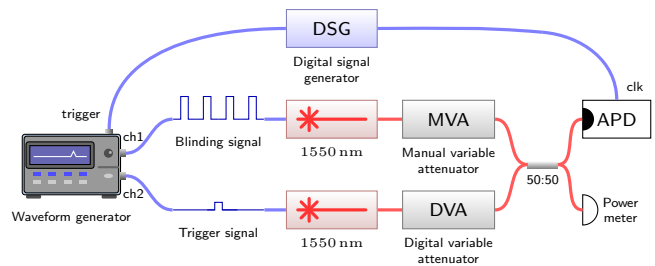 DSG
Digital signal
generator
trigger
clk
ch1
Blinding signal
1550 nm
MVA
Manual variable
attenuator
APD
50:50
ch2
Waveform generator
Trigger signal
1550 nm
DVA
Digital variable
attenuator
Power
meter